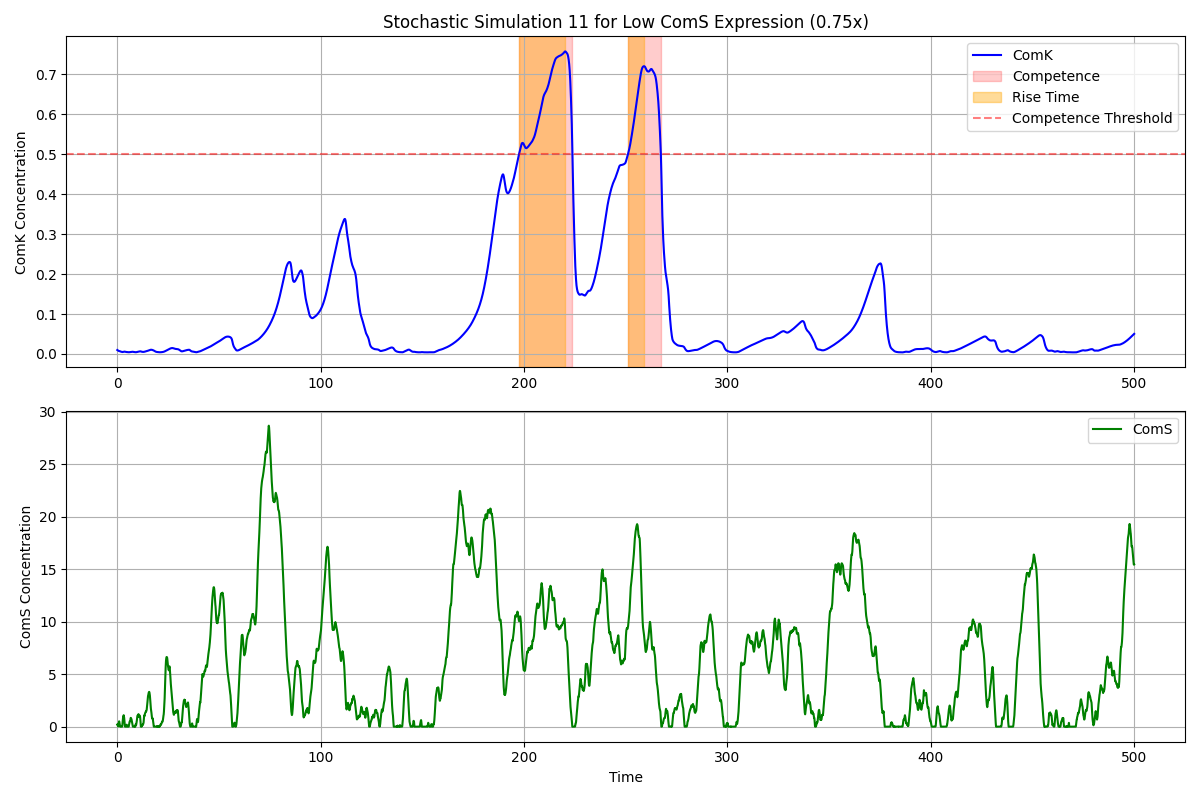 Stochastic Simulation 11 for Low ComS Expression (0.75x)
ComK Concentration
0.7
0.6
0.5
0.4
0.3
0.2
0.1
0.0
ComK
Competence
Rise Time
Competence Threshold
0 100 200 300 400 500
ComS Concentration
30
25
20
15
10
5
0
ComS
0 100 200 300 400 500
Time